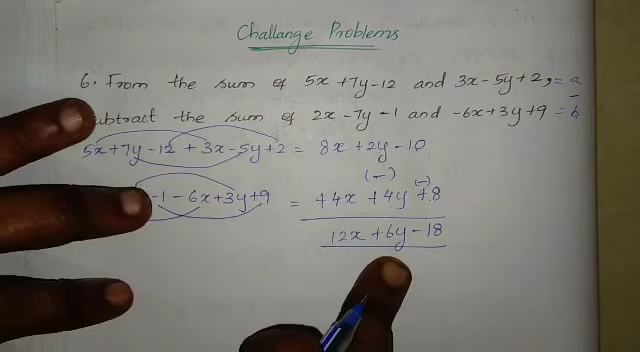 Challange Problems
6. From the sum of 5x + 7y - 12 and 3x - 5y + 2, = a
ubtract the sum of 2x - 7y - 1 and -6x + 3y + 9 = b
5x + 7y - 12 + 3x - 5y + 2 = 8x + 2y - 10.
-1 - 6x + 3y + 9 = + 4x + 4y + 8
(-) (-)
12x + 6y - 18